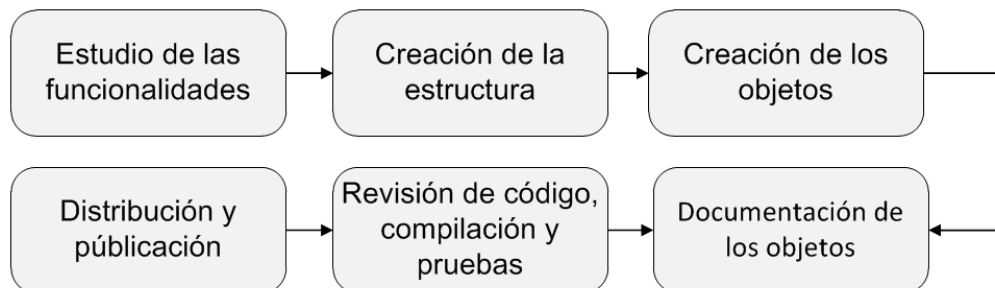 Estudio de las
funcionalidades
Creación de la
estructura
Creación de los
objetos
Distribución y
públicación
Revisión de código,
compilación y
pruebas
Documentación de
los objetos